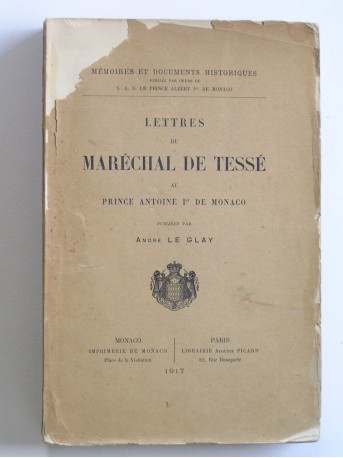 MÉMOIRES ET DOCUMENTS HISTORIQUES
PUBLIÉS PAR ORDRE DE
S. A. S. LE PRINCE ALBERT Ier DE MONACO
LETTRES
DU
MARÉCHAL DE TESSÉ
AU
PRINCE ANTOINE Ier DE MONACO
PUBLIÉES PAR
ANDRÉ LE GLAY
MONACO
IMPRIMERIE DE MONACO
Place de la Visitation
PARIS
LIBRAIRIE AUGUSTE PICARD
82, Rue Bonaparte
1917